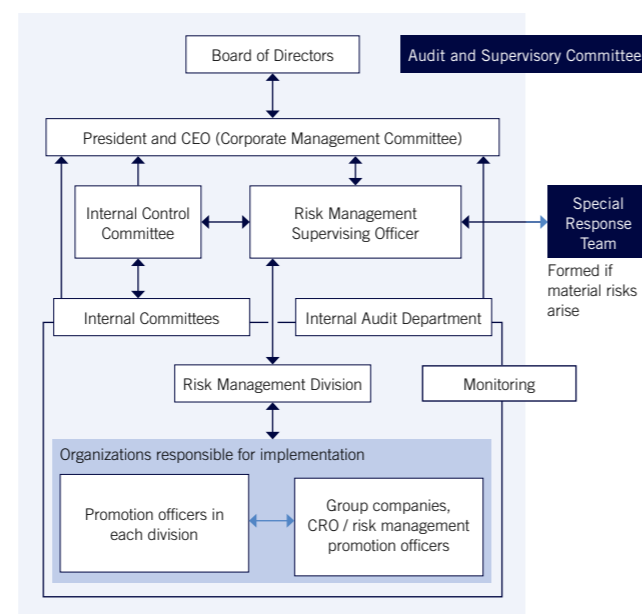 Board of Directors
Audit and Supervisory Committee
President and CEO (Corporate Management Committee)
Internal Control
Committee
Risk Management
Supervising Officer
Special
Response
Team
Formed if
material risks
arise
Internal Committees
Internal Audit Department
Risk Management Division
Monitoring
Organizations responsible for implementation
Promotion officers in
each division
Group companies,
CRO / risk management
promotion officers